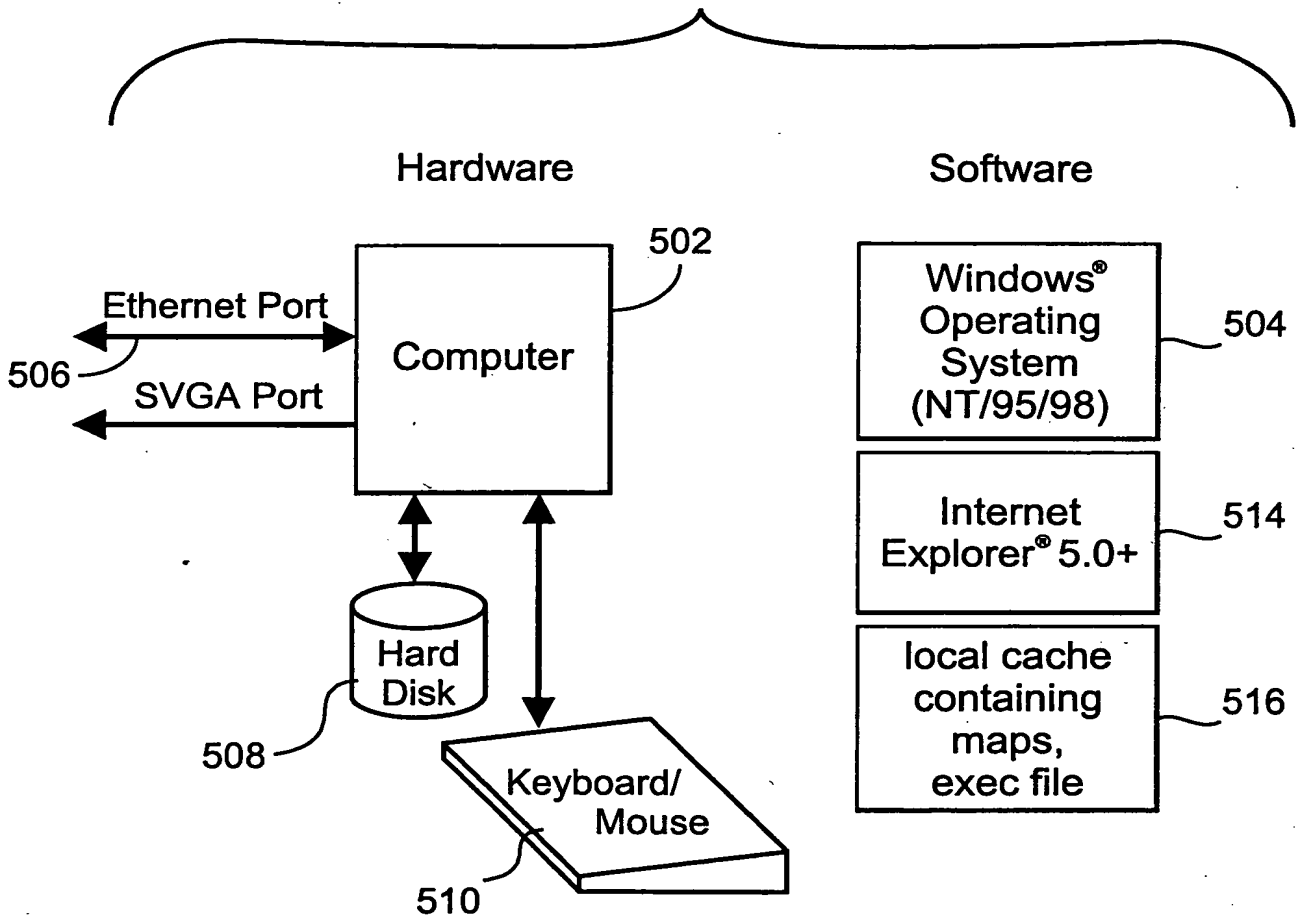 Hardware
Software
502
Ethernet Port
506
SVGA Port
Computer
Windows®
Operating
System
(NT/95/98)
504
Internet
Explorer® 5.0+
514
Hard
Disk
508
local cache
containing
maps,
exec file
516
Keyboard/
Mouse
510